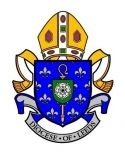 DIOCESE · OF · LEEDS